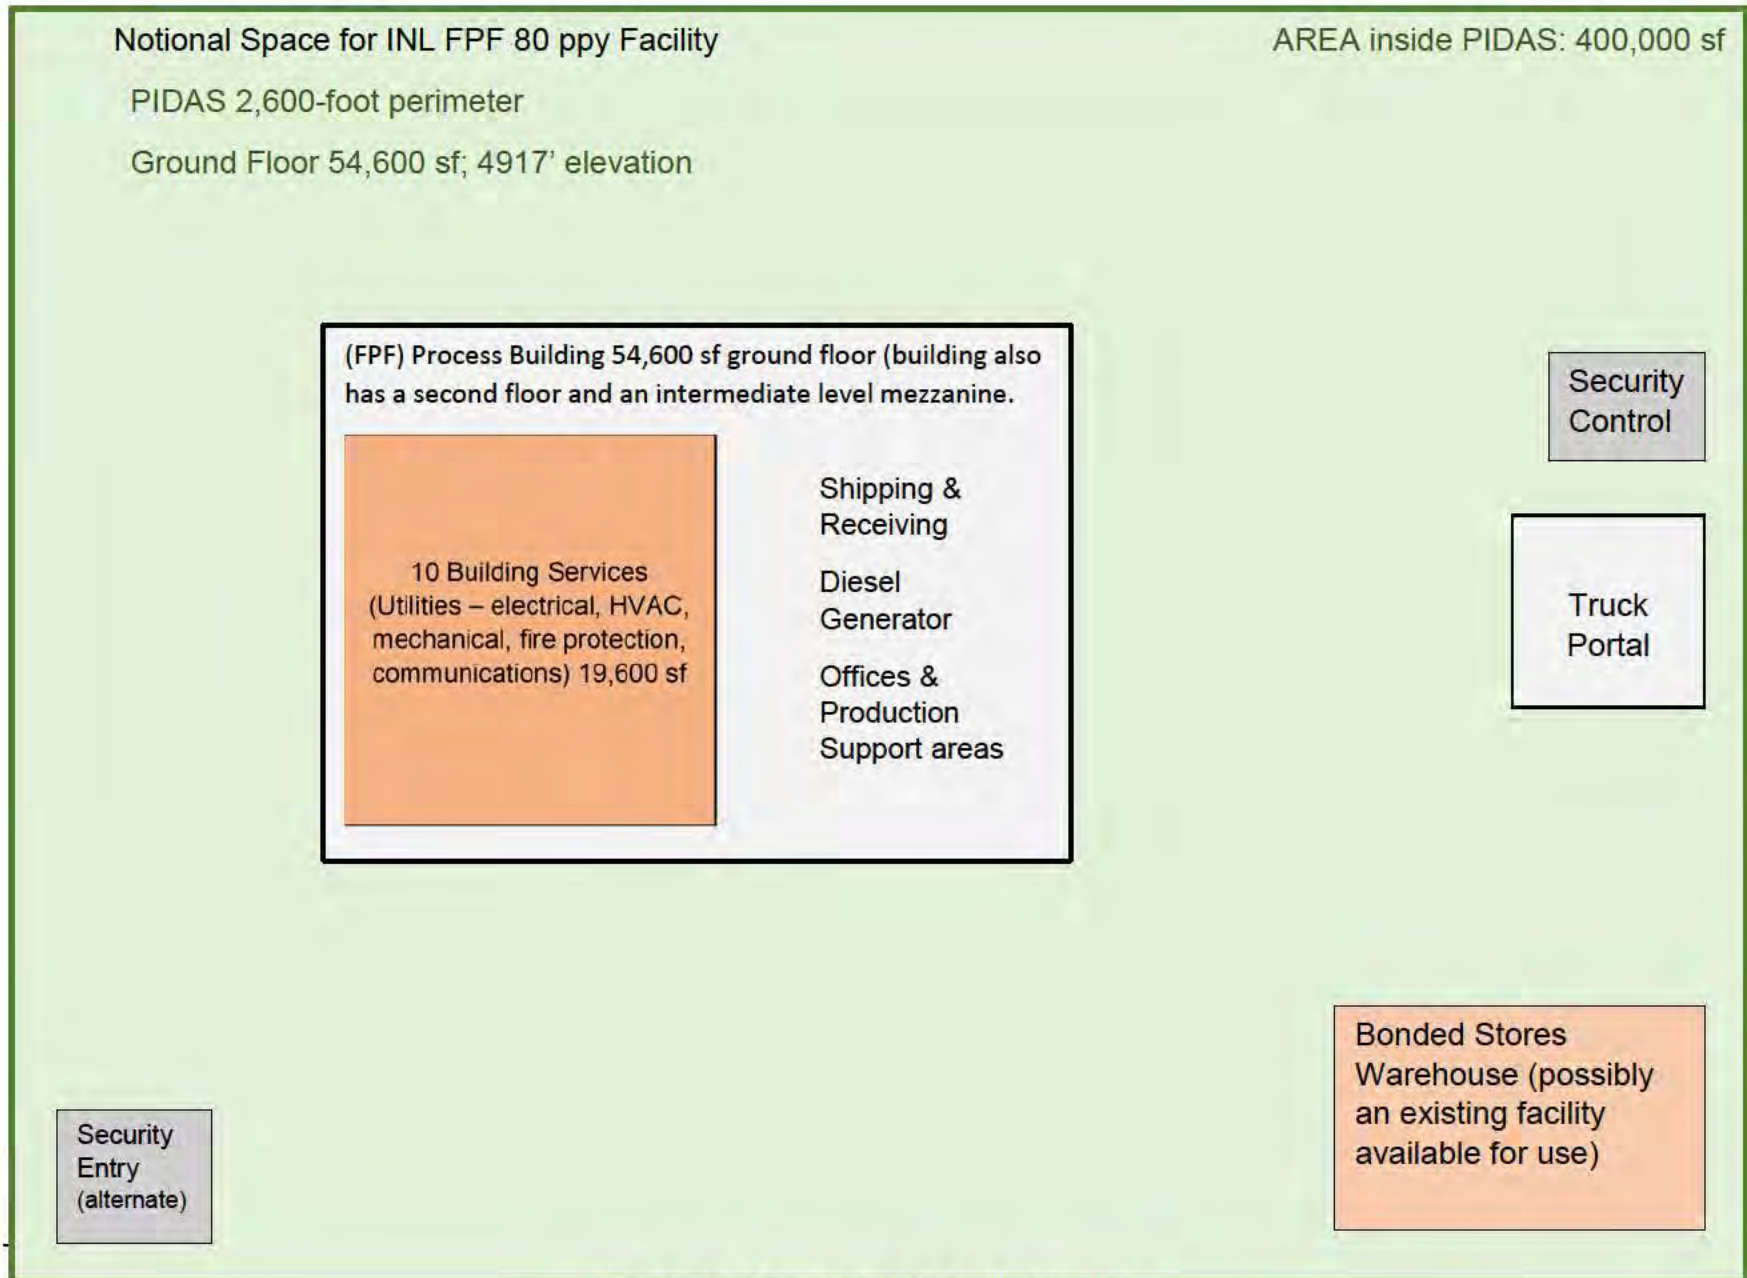 Notional Space for INL FPF 80 ppy Facility
AREA inside PIDAS: 400,000 sf
PIDAS 2,600-foot perimeter
Ground Floor 54,600 sf; 4917’ elevation
(FPF) Process Building 54,600 sf ground floor (building also
has a second floor and an intermediate level mezzanine.
10 Building Services
(Utilities – electrical, HVAC,
mechanical, fire protection,
communications) 19,600 sf
Shipping &
Receiving
Diesel
Generator
Offices &
Production
Support areas
Security
Control
Truck
Portal
Bonded Stores
Warehouse (possibly
an existing facility
available for use)
Security
Entry
(alternate)